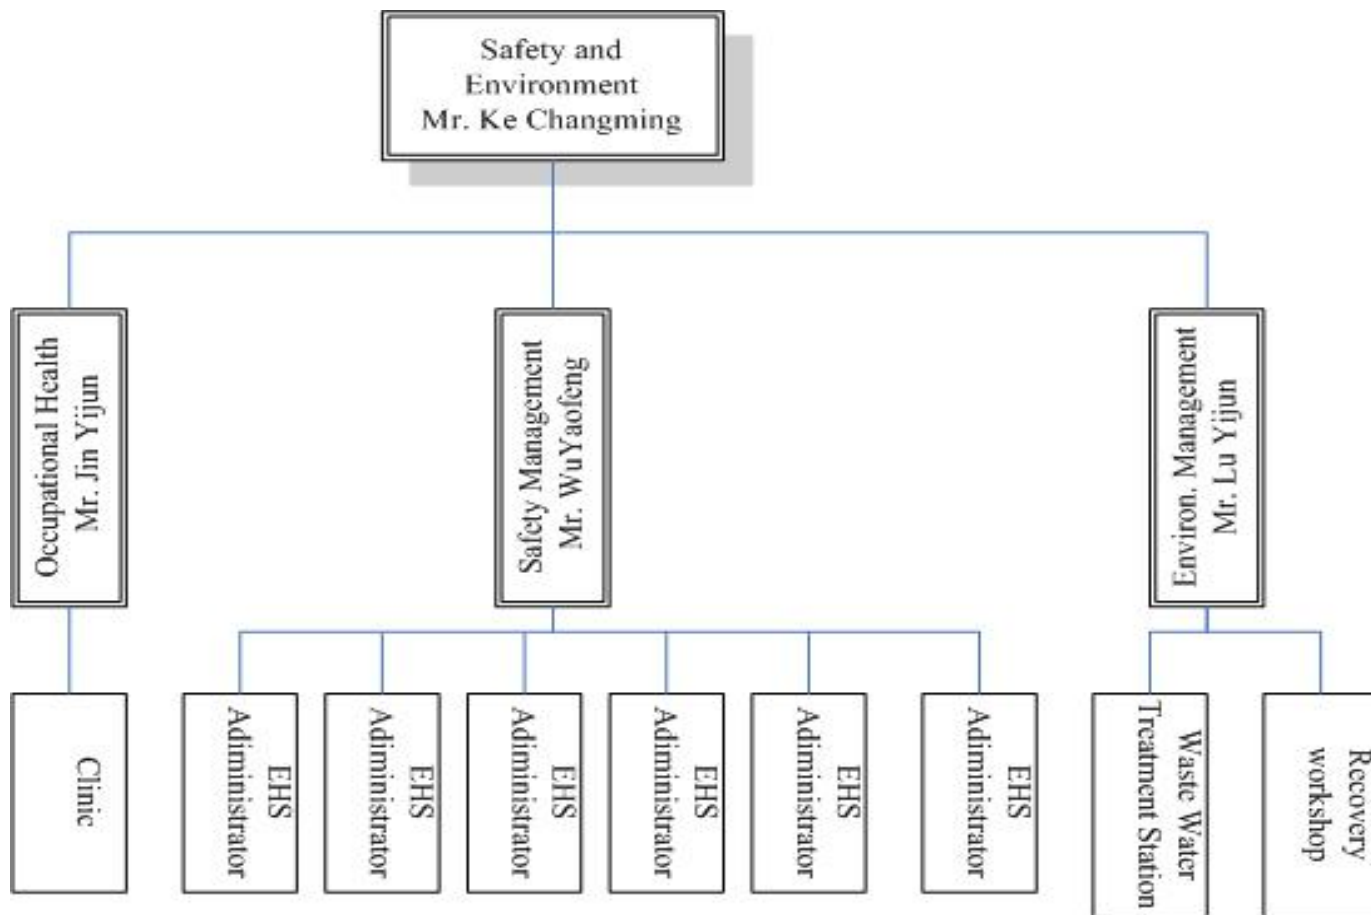 Safety and
Environment
Mr. Ke Changming
Occupational Health
Mr. Jin Yijun
Safety Management
Mr. WuYaofeng
Environ. Management
Mr. Lu Yijun
Clinic
EHS
Adiministrator
EHS
Adiministrator
EHS
Adiministrator
EHS
Adiministrator
EHS
Adiministrator
EHS
Adiministrator
Waste Water
Treatment Station
Recovery
workshop